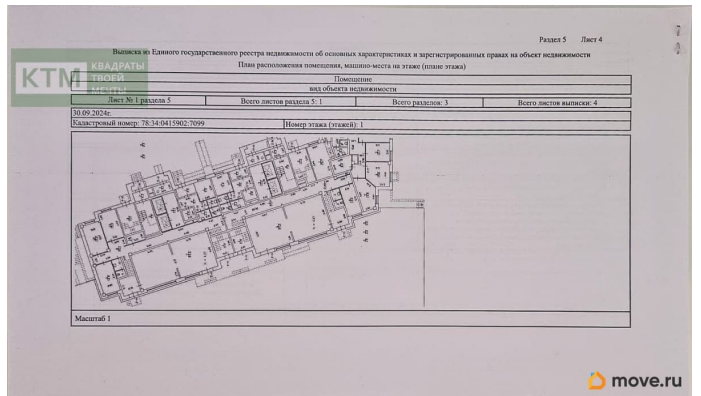 Раздел 5 Лист 4
Выписка из Единого государственного реестра недвижимости об основных характеристиках и зарегистрированных правах на объект недвижимости
План расположения помещения, машино-места на этаже (плане этажа)
КТМ КВАДРАТЫ
ТВОЕЙ
МЕЧТЫ
Помещение
вид объекта недвижимости
Лист № 1 раздела 5 Всего листов раздела 5: 1 Всего разделов: 3 Всего листов выписки: 4
30.09.2024г.
Кадастровый номер: 78:34:0415902:7099 Номер этажа (этажей): 1
Масштаб 1
move.ru